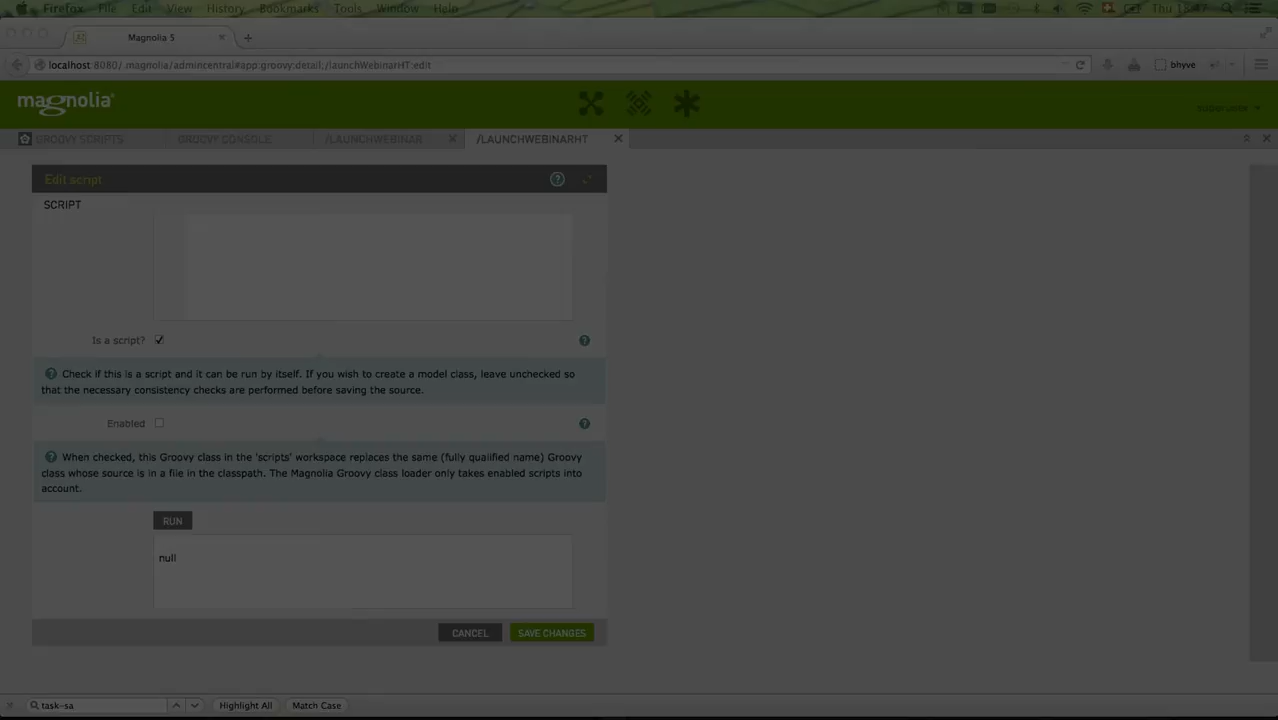 Firefox File Edit View History Bookmarks Tools Window Help Thu 18:47
Magnolia 5
localhost:8080/.magnolia/admincentral#app:groovy:detail;/launchWebinarHT:edit
bhyve
magnolia
GROOVY SCRIPTS GROOVY CONSOLE /LAUNCHWEBINAR /LAUNCHWEBINARHT
Edit script
SCRIPT
Is a script?
Check if this is a script and it can be run by itself. If you wish to create a model class, leave unchecked so
that the necessary consistency checks are performed before saving the source.
Enabled
When checked, this Groovy class in the 'scripts' workspace replaces the same (fully qualified name) Groovy
class whose source is in a file in the classpath. The Magnolia Groovy class loader only takes enabled scripts into
account.
RUN
null
CANCEL SAVE CHANGES
task-sa Highlight All Match Case